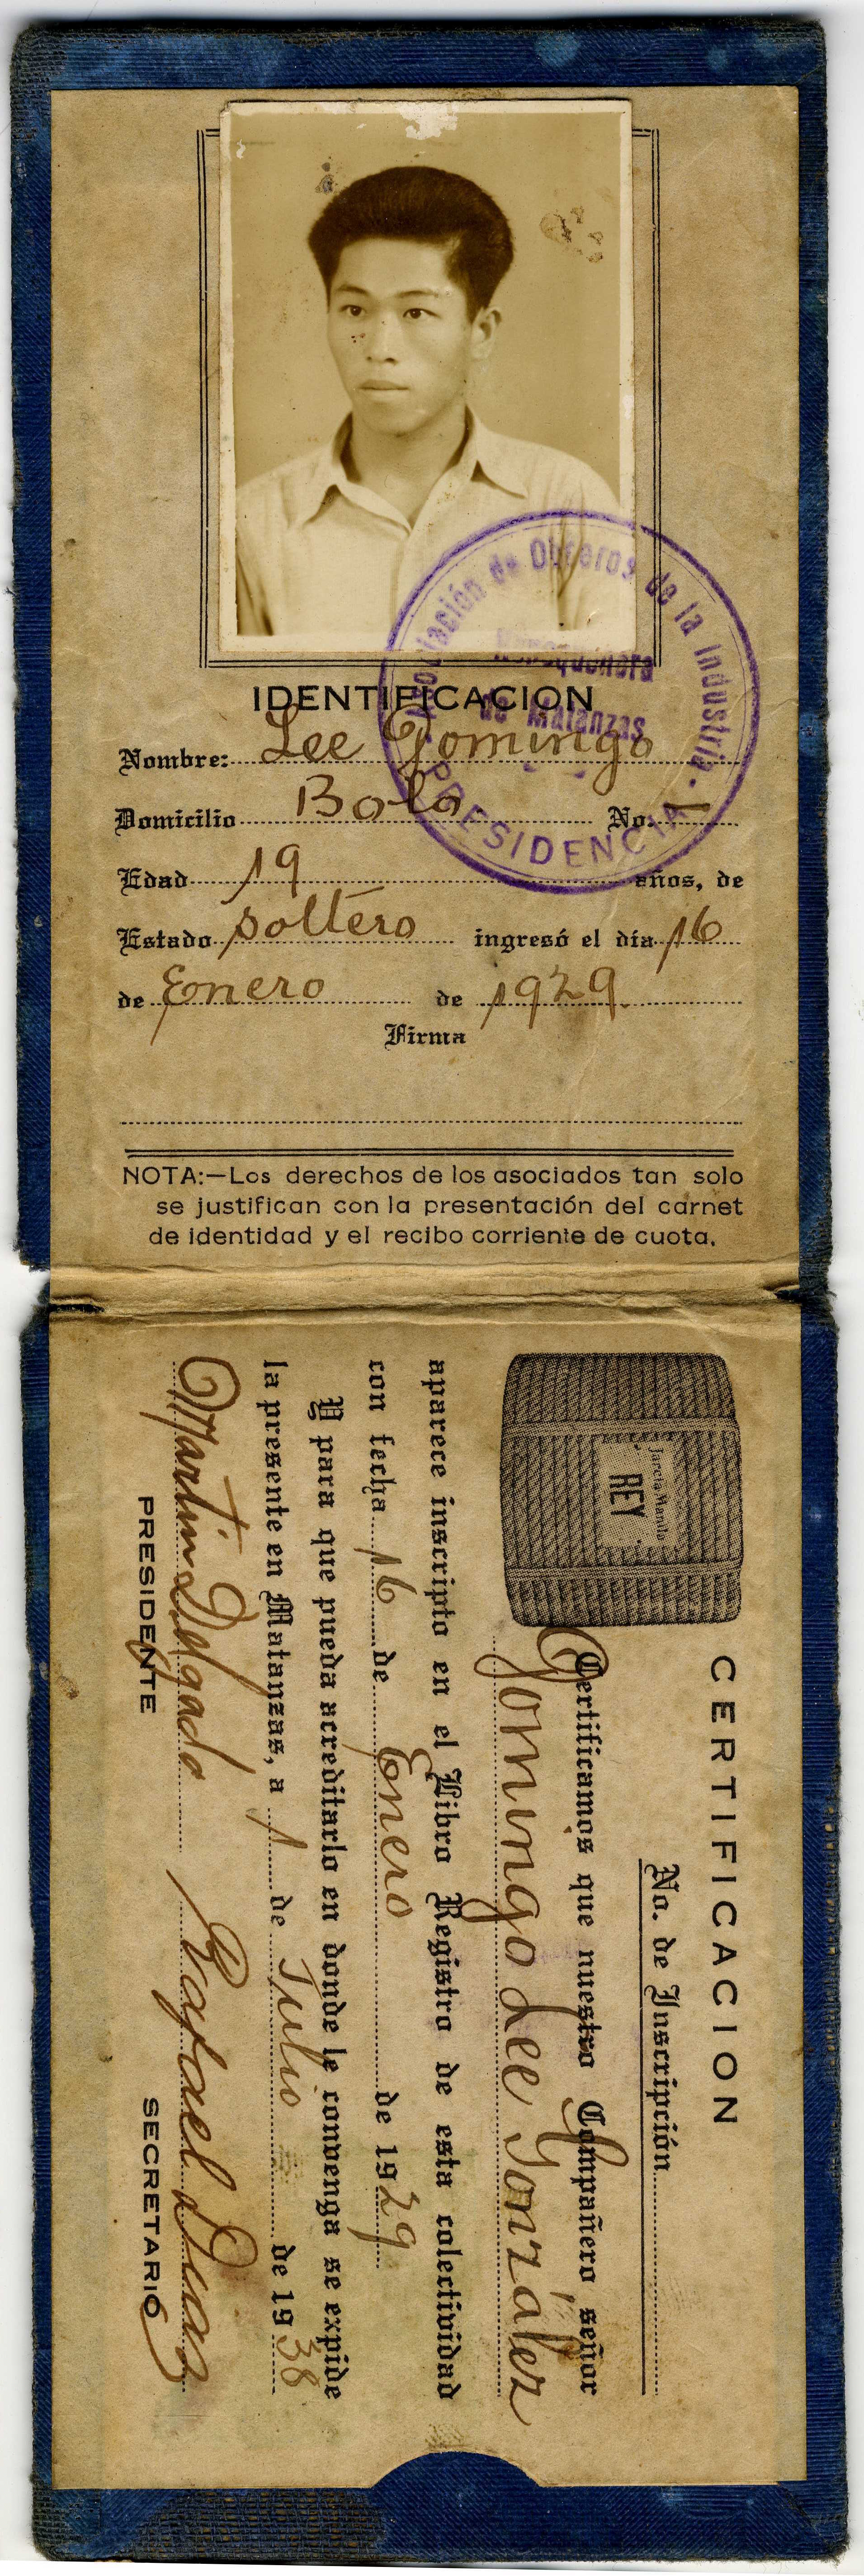 IDENTIFICACION
Nombre: Lee Domingo
Domicilio Bolo No. —
Edad 19 años, de
Estado soltero ingresó el día 16
de Enero de 1929.
Firma
NOTA:—Los derechos de los asociados tan solo
se justifican con la presentación del carnet
de identidad y el recibo corriente de cuota.
Asociación de Obreros de la Industria.
Henequenera
de Matanzas
PRESIDENCIA
CERTIFICACION
No. de Inscripción
Certificamos que nuestro Compañero señor
Domingo Lee González
aparece inscripto en el Libro Registro de esta colectividad
con fecha 16 de Enero de 1929
Y para que pueda acreditarlo en donde le convenga se expide
la presente en Matanzas, a 1 de Julio de 1938
Martin Delgado Rafael Diaz
PRESIDENTE SECRETARIO
Jarcia Manila
REY